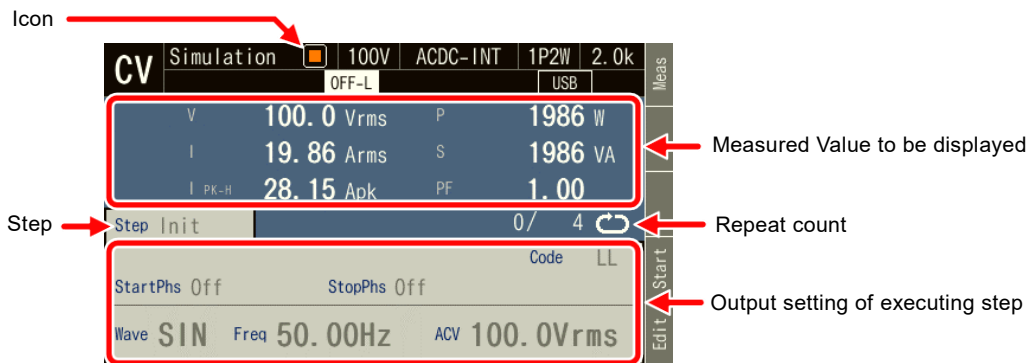 Icon
CV Simulation 100V ACDC-INT 1P2W 2.0k Meas
OFF-L USB
V 100.0 Vrms P 1986 W
Measured Value to be displayed
I 19.86 Arms S 1986 VA
I PK-H 28.15 Apk PF 1.00
Step
Step Init 0/ 4
Repeat count
Code LL
StartPhs Off StopPhs Off
Start
Output setting of executing step
Wave SIN Freq 50.00Hz ACV 100.0Vrms
Edit